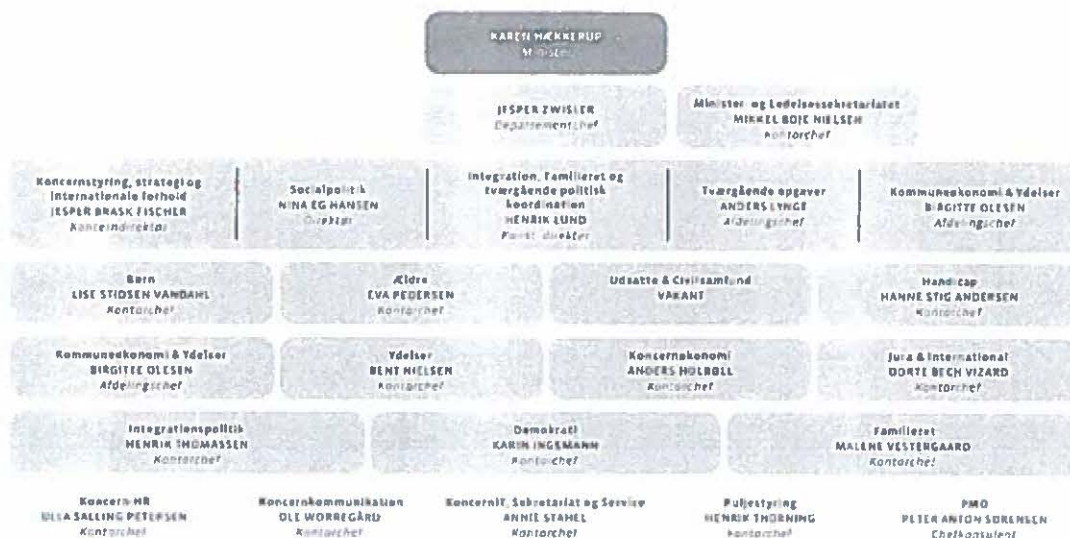 KAREN HÆKKERUP
Minister
JESPER ZWISLER
Departementchef
Minister- og Ledelsessekretariatet
MIKKEL BOJE NIELSEN
Kontorchef
Koncernstyring, strategi og
internationale forhold
JESPER BRASK FISCHER
Koncerndirektør
Socialpolitik
NINA EG HANSEN
Direktør
Integration, familieret og
tværgående politisk
koordination
HENRIK LUND
Konst. direktør
Tværgående opgaver
ANDERS LYNGE
Afdelingschef
Kommuneøkonomi & Ydelser
BIRGITTE OLESEN
Afdelingschef
Børn
LISE STIDSEN VANDAHL
Kontorchef
Ældre
EVA PEDERSEN
Kontorchef
Udsatte & Civilsamfund
VAKANT
Handicap
HANNE STIG ANDERSEN
Kontorchef
Kommuneøkonomi & Ydelser
BIRGITTE OLESEN
Afdelingschef
Ydelser
BENT NIELSEN
Kontorchef
Koncernøkonomi
ANDERS HOLBØLL
Kontorchef
Jura & International
DORTE BECH VIZARD
Kontorchef
Integrationspolitik
HENRIK THOMASSEN
Kontorchef
Demokrati
KARIN INGEMANN
Kontorchef
Familieret
MALENE VESTERGAARD
Kontorchef
Koncern-HR
ULLA SALLING PETERSEN
Kontorchef
Koncernkommunikation
OLE WORREGÅRD
Kontorchef
KoncernIT, Sekretariat og Service
ANNIE STAHEL
Kontorchef
Puljestyring
HENRIK THORNING
Kontorchef
PMO
PETER ANTON SØRENSEN
Chefkonsulent